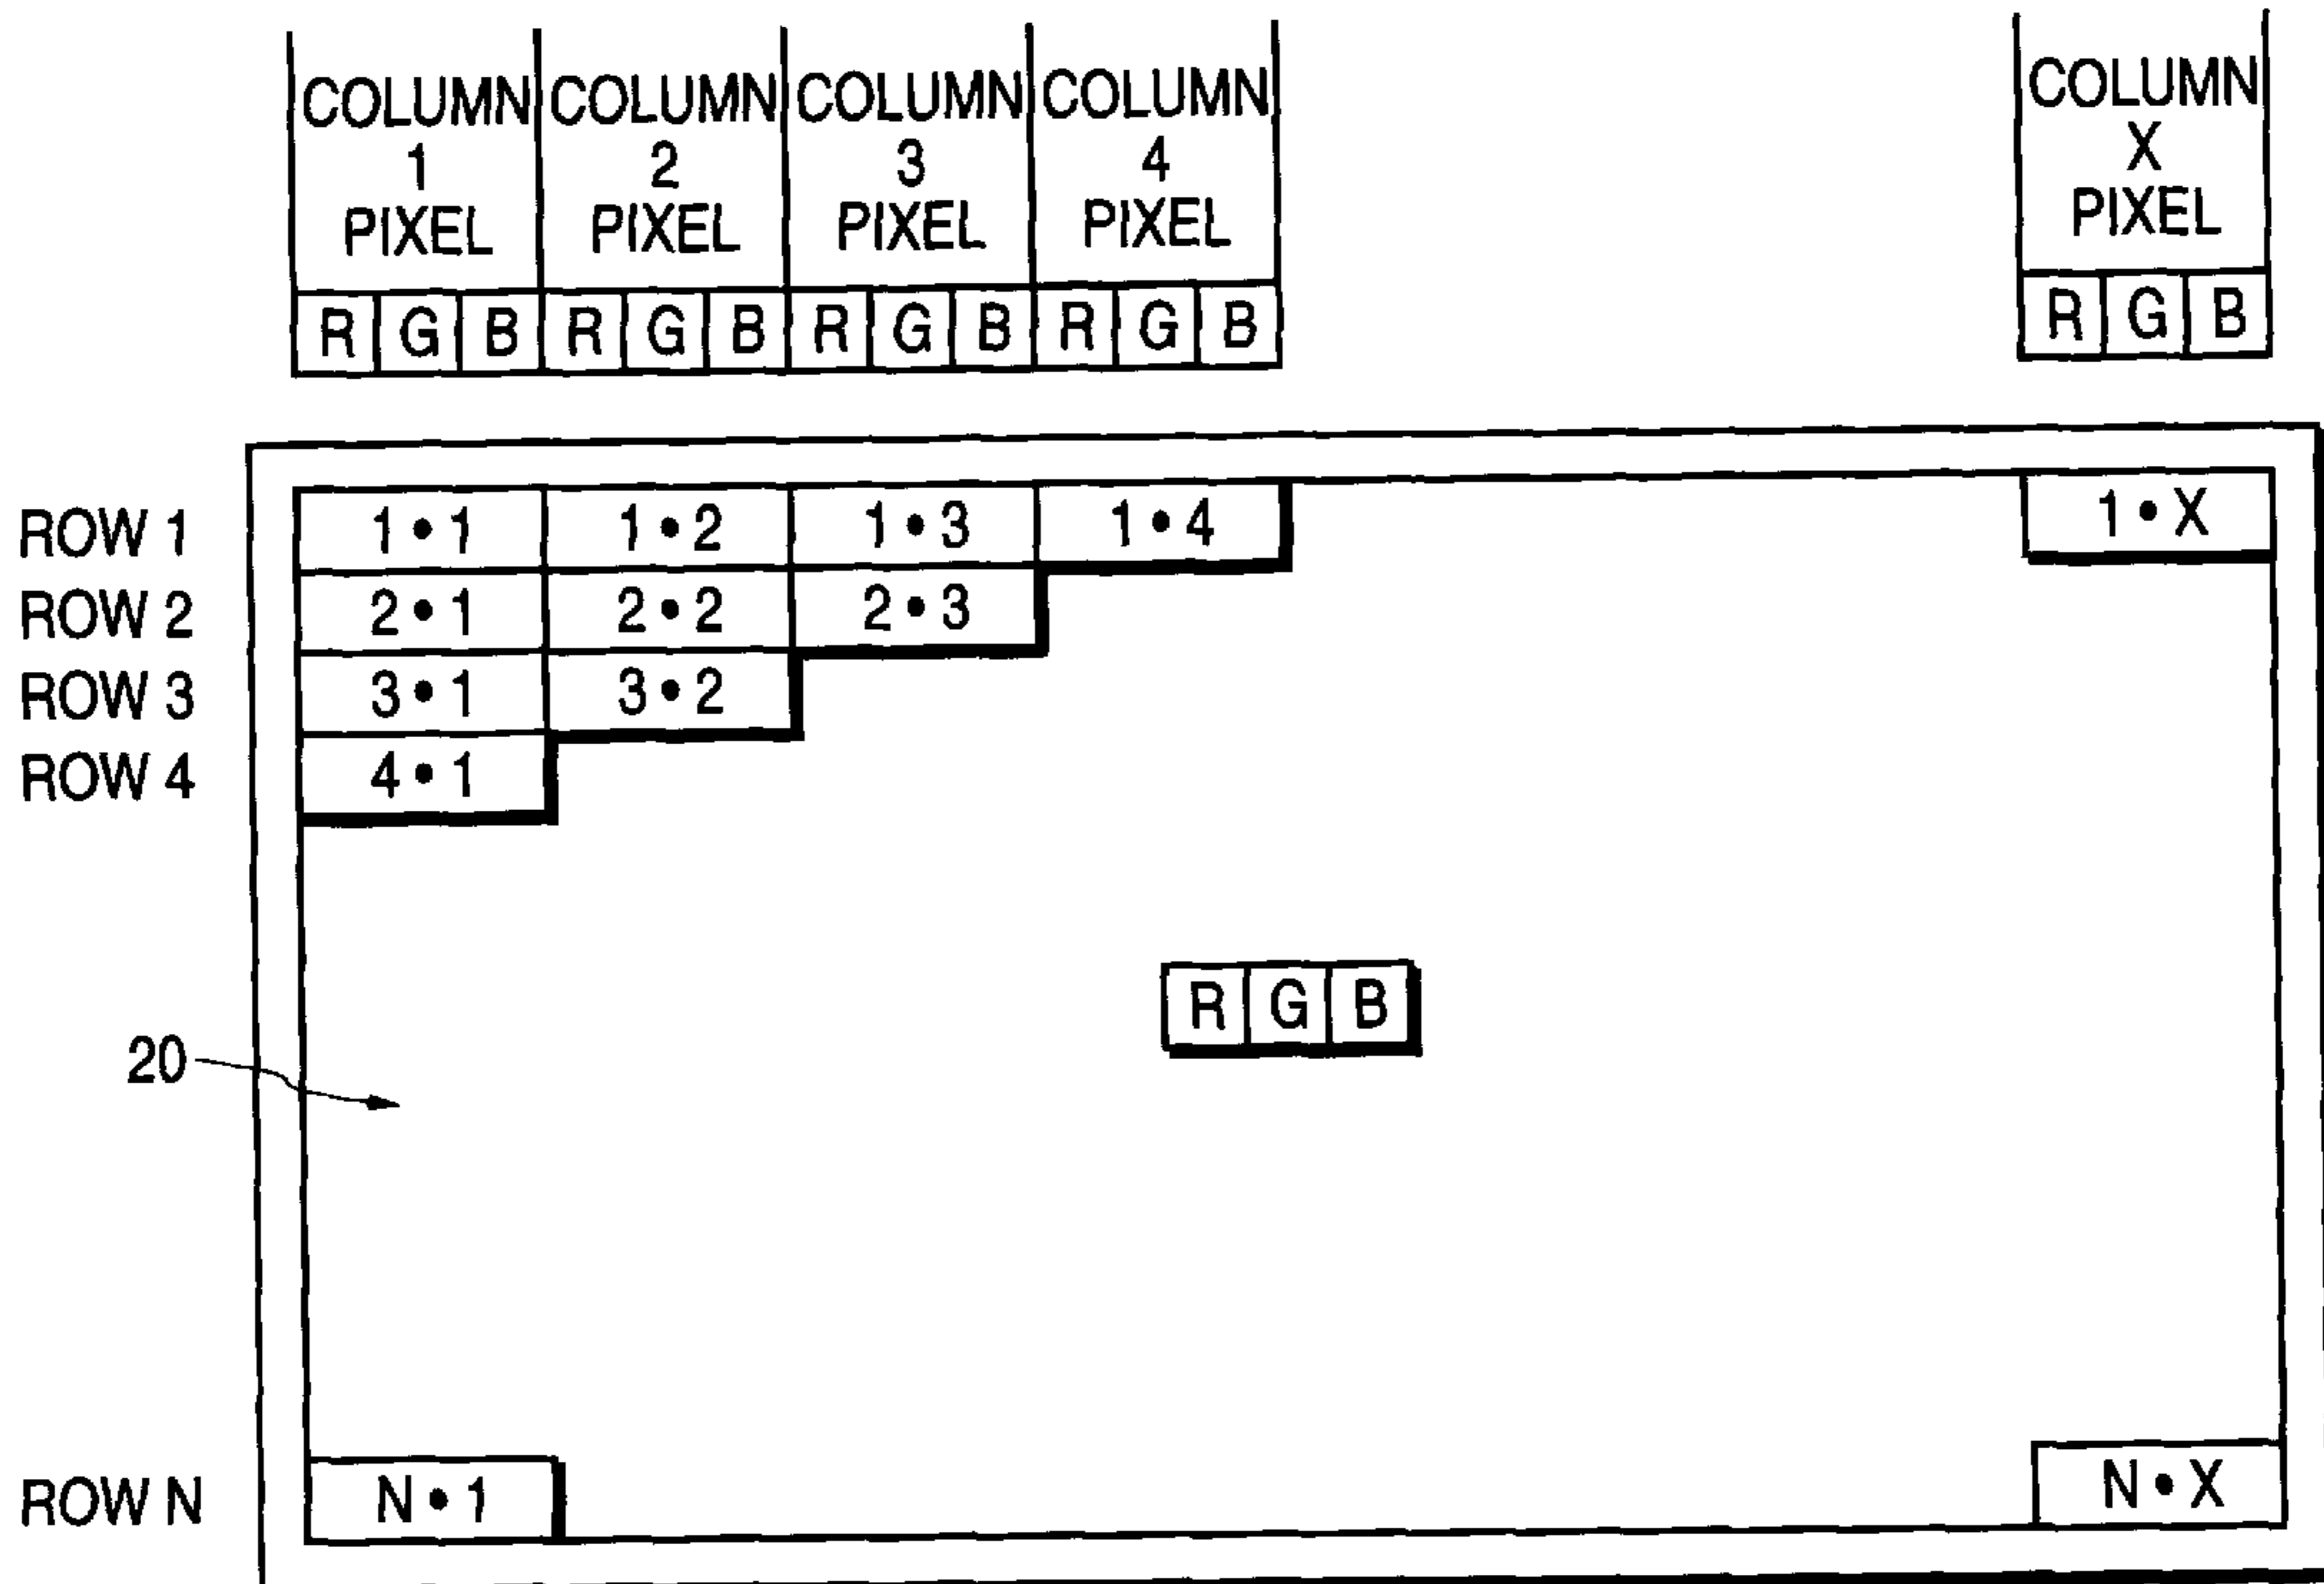 COLUMN COLUMN COLUMN COLUMN COLUMN
1 2 3 4 X
PIXEL PIXEL PIXEL PIXEL PIXEL
R G B R G B R G B R G B R G B
ROW 1 1•1 1•2 1•3 1•4 1•X
ROW 2 2•1 2•2 2•3
ROW 3 3•1 3•2
ROW 4 4•1
R G B
20
ROW N N•1 N•X